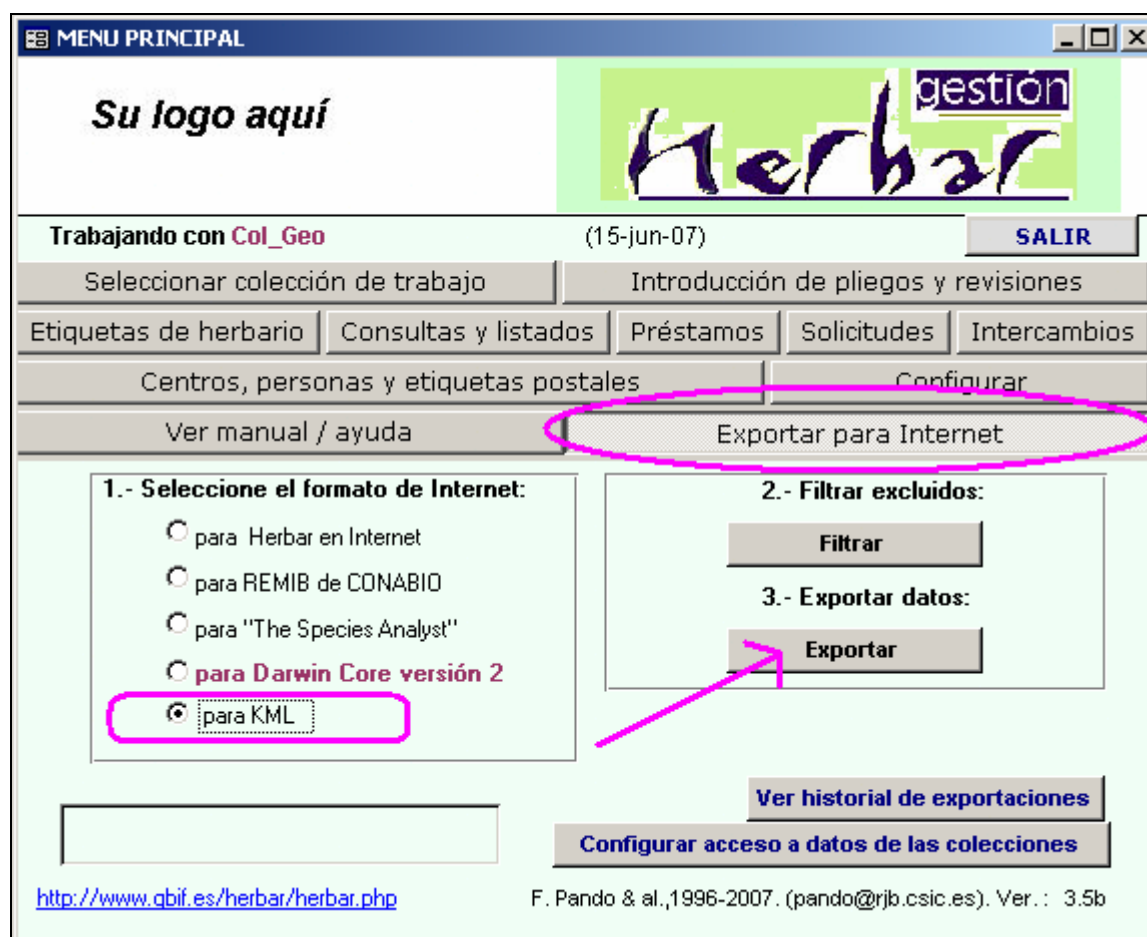 MENU PRINCIPAL
Su logo aquí
gestión
Herbar
Trabajando con Col_Geo (15-jun-07) SALIR
Seleccionar colección de trabajo Introducción de pliegos y revisiones
Etiquetas de herbario Consultas y listados Préstamos Solicitudes Intercambios
Centros, personas y etiquetas postales Configurar
Ver manual / ayuda Exportar para Internet
1.- Seleccione el formato de Internet:
para Herbar en Internet
para REMIB de CONABIO
para "The Species Analyst"
para Darwin Core versión 2
para KML
2.- Filtrar excluidos:
Filtrar
3.- Exportar datos:
Exportar
Ver historial de exportaciones
Configurar acceso a datos de las colecciones
http://www.gbif.es/herbar/herbar.php F. Pando & al.,1996-2007. (pando@rjb.csic.es). Ver. : 3.5b